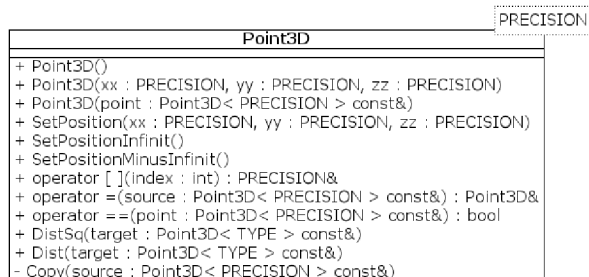 PRECISION
Point3D
+ Point3D()
+ Point3D(xx : PRECISION, yy : PRECISION, zz : PRECISION)
+ Point3D(point : Point3D< PRECISION > const&)
+ SetPosition(xx : PRECISION, yy : PRECISION, zz : PRECISION)
+ SetPositionInfinit()
+ SetPositionMinusInfinit()
+ operator [ ](index : int) : PRECISION&
+ operator =(source : Point3D< PRECISION > const&) : Point3D&
+ operator ==(point : Point3D< PRECISION > const&) : bool
+ DistSq(target : Point3D< TYPE > const&)
+ Dist(target : Point3D< TYPE > const&)
- Copy(source : Point3D< PRECISION > const&)